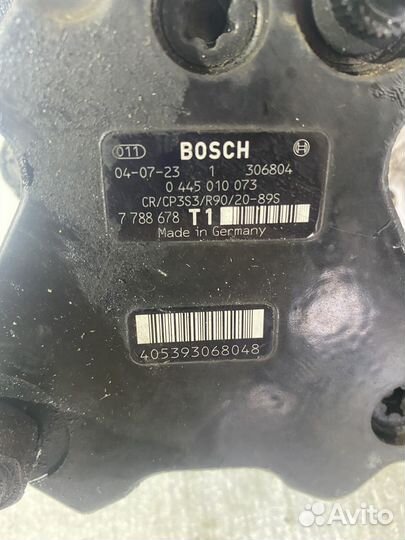 011 BOSCH
04-07-23 1 306804
0 445 010 073
CR/CP3S3/R90/20-89S
7 788 678 T1
Made in Germany
405393068048
Avito